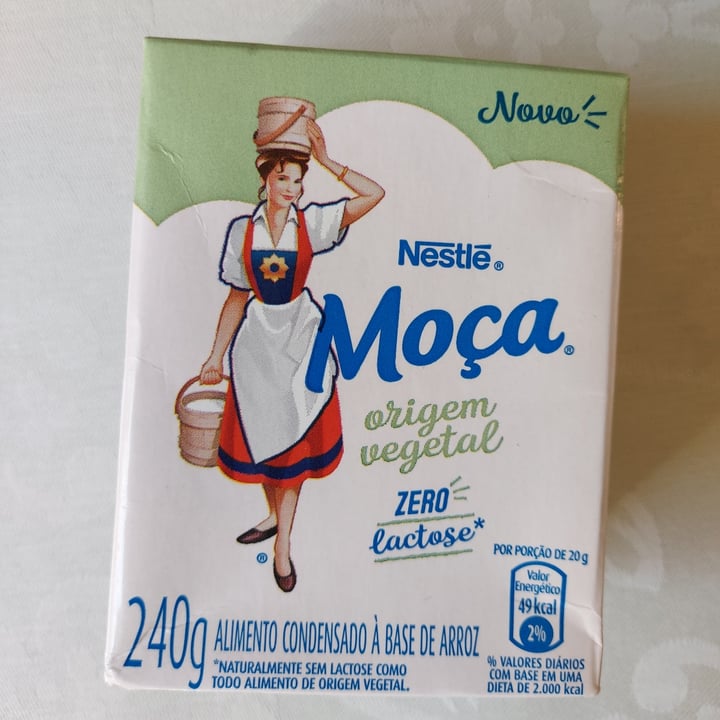 Novo
Nestlé®
Moça®
origem
vegetal
ZERO
lactose*
POR PORÇÃO DE 20 g
Valor
Energético
49 kcal
2%
% VALORES DIÁRIOS
COM BASE EM UMA
DIETA DE 2.000 kcal
®
240g ALIMENTO CONDENSADO À BASE DE ARROZ
*NATURALMENTE SEM LACTOSE COMO
TODO ALIMENTO DE ORIGEM VEGETAL.